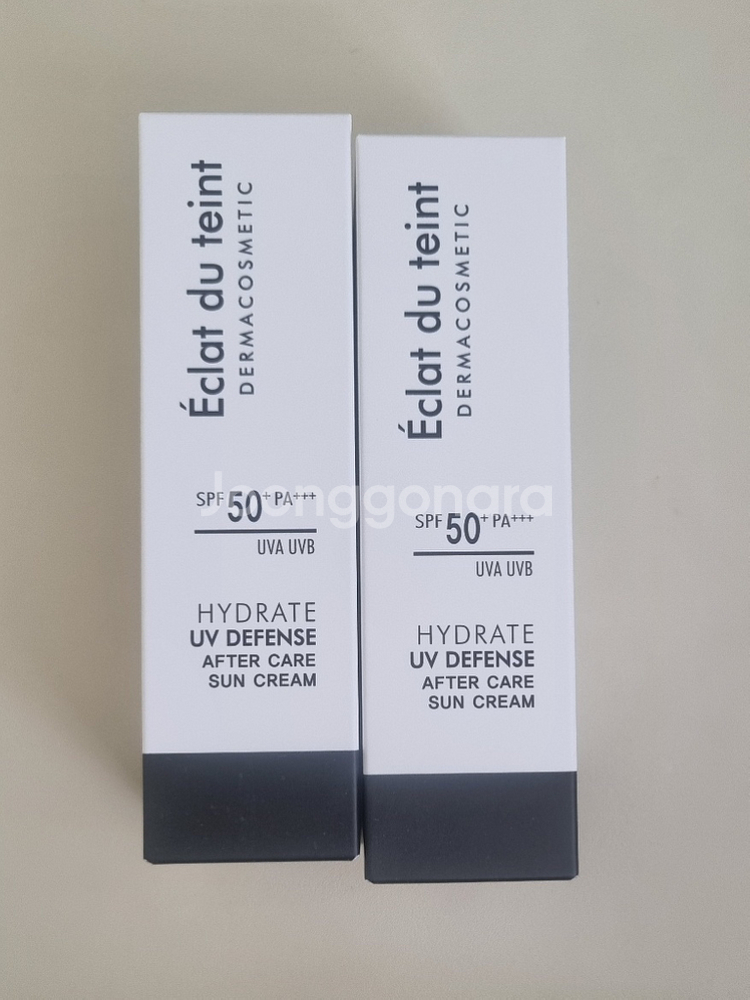 Éclat du teint
DERMACOSMETIC
SPF 50+ PA+++
UVA UVB
HYDRATE
UV DEFENSE
AFTER CARE
SUN CREAM
Éclat du teint
DERMACOSMETIC
SPF 50+ PA+++
UVA UVB
HYDRATE
UV DEFENSE
AFTER CARE
SUN CREAM
Joonggonara